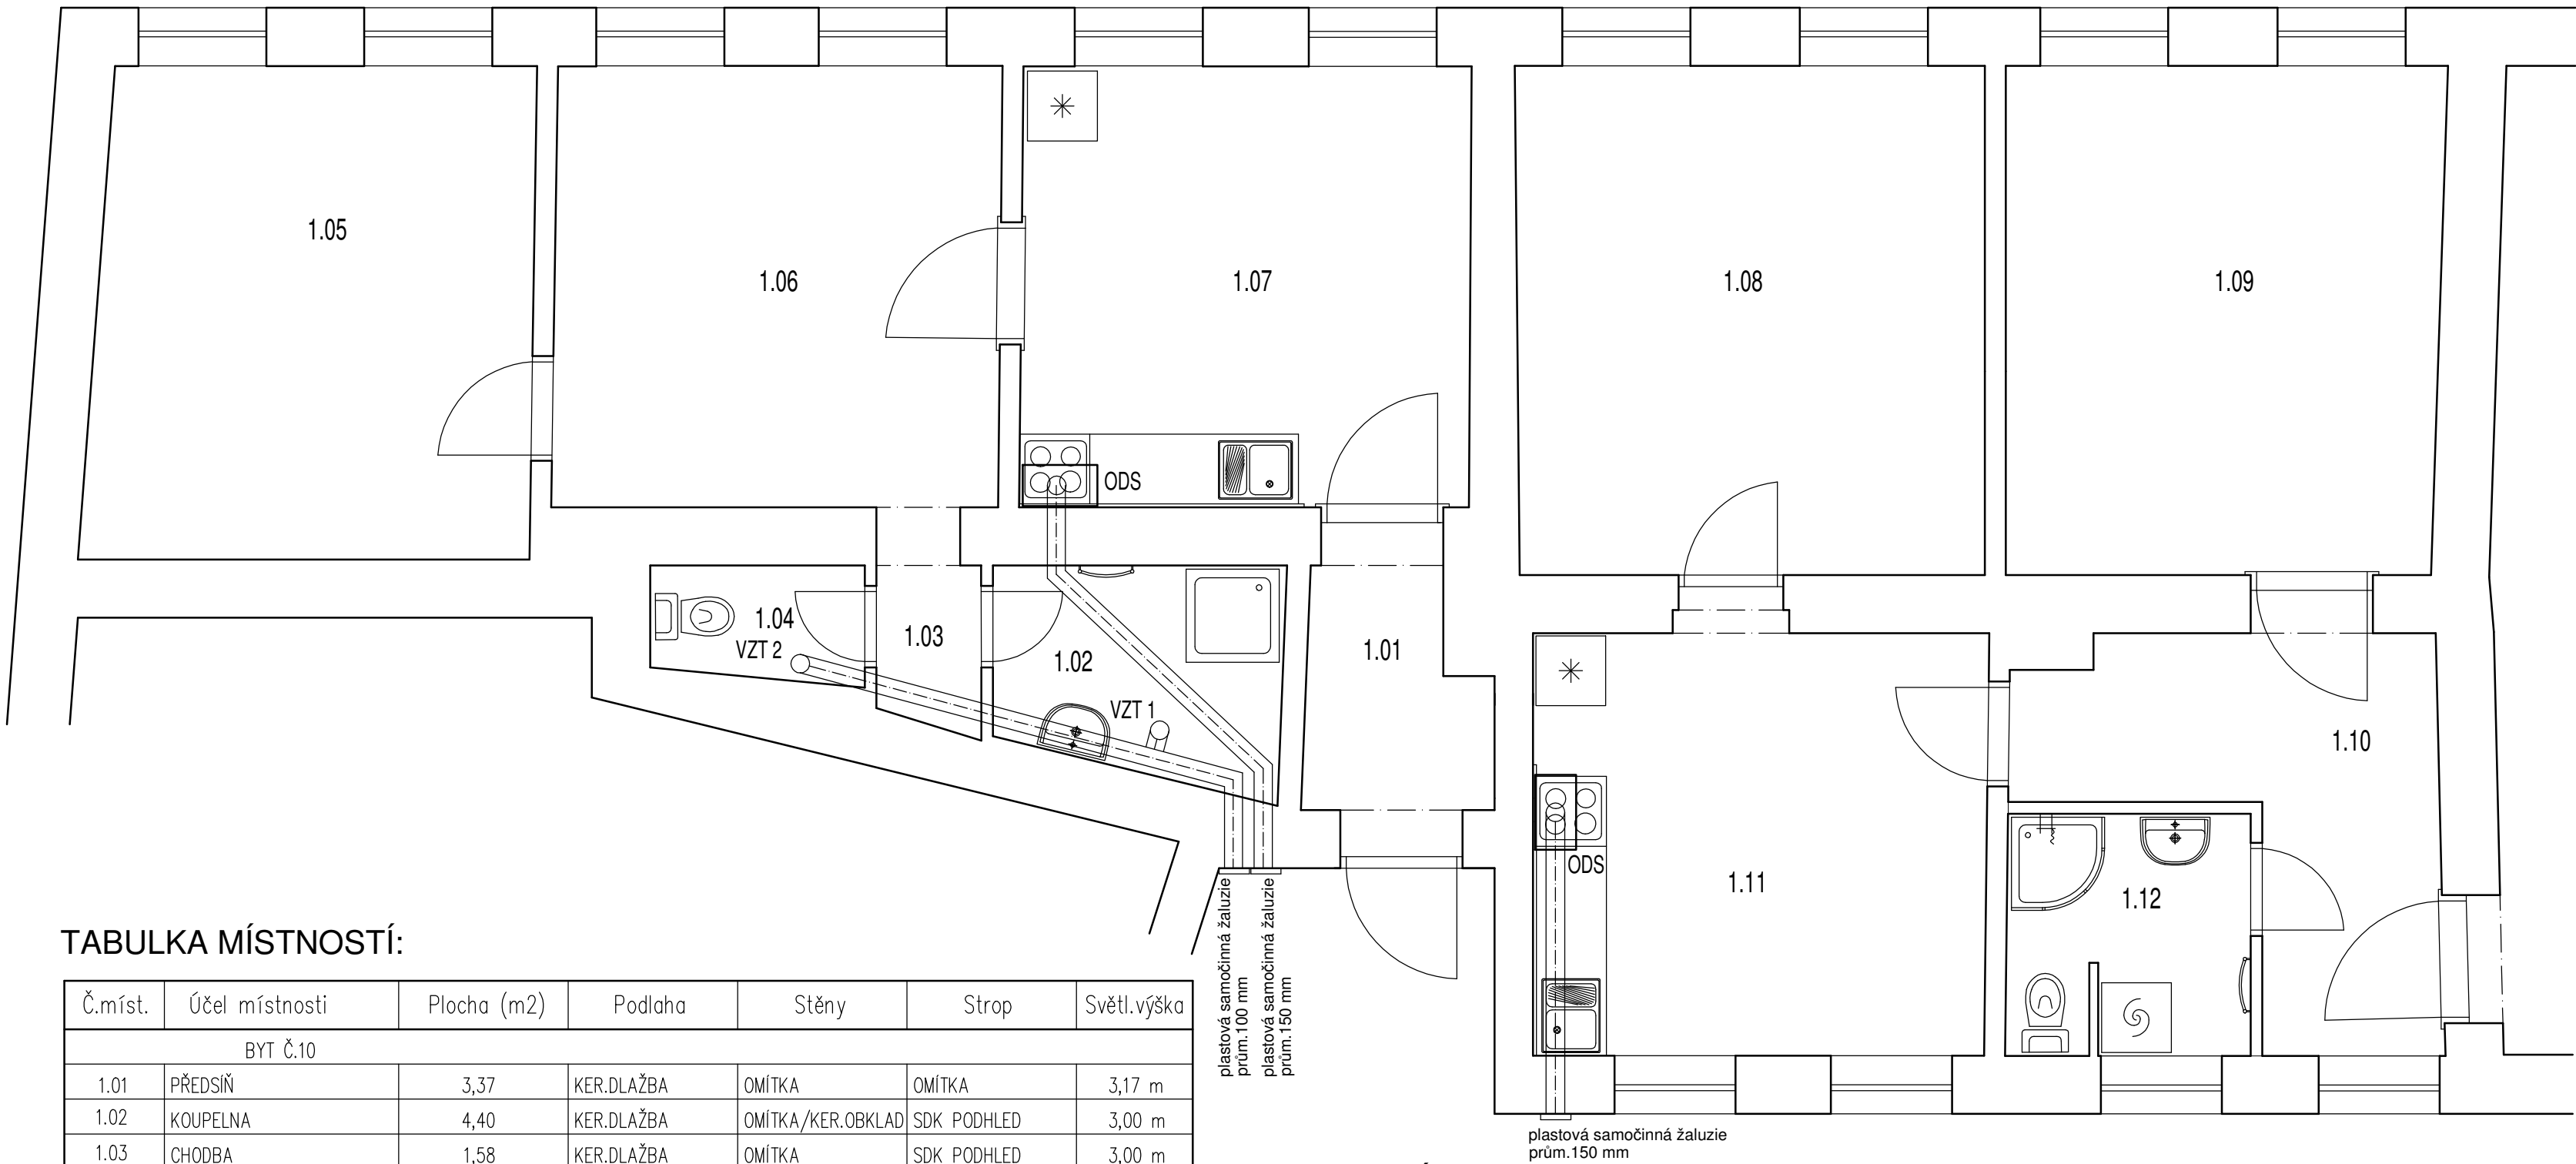 1.05
1.06
1.07
1.08
1.09
ODS
1.04
VZT 2
1.03
1.02
VZT 1
1.01
1.10
ODS
1.11
1.12
plastová samočinná žaluzie
prům.100 mm
plastová samočinná žaluzie
prům.150 mm
plastová samočinná žaluzie
prům.150 mm
TABULKA MÍSTNOSTÍ:
Č.míst. Účel místnosti Plocha (m2) Podlaha Stěny Strop Světl.výška
BYT Č.10
1.01 PŘEDSÍŇ 3,37 KER.DLAŽBA OMÍTKA OMÍTKA 3,17 m
1.02 KOUPELNA 4,40 KER.DLAŽBA OMÍTKA/KER.OBKLAD SDK PODHLED 3,00 m
1.03 CHODBA 1,58 KER.DLAŽBA OMÍTKA SDK PODHLED 3,00 m